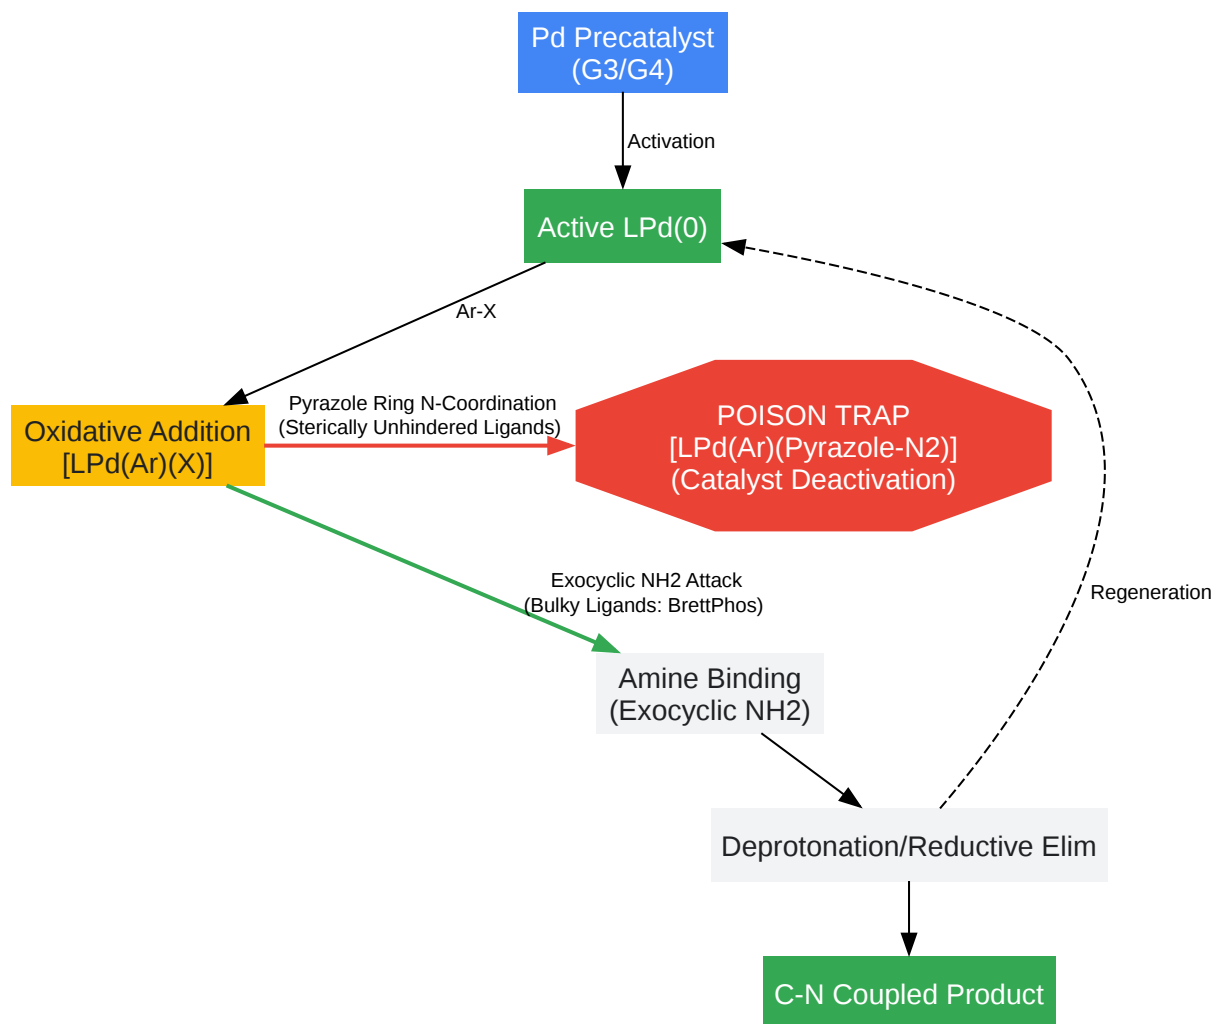 Pd Precatalyst
(G3/G4)
Activation
Active LPd(0)
Ar-X
Oxidative Addition
[LPd(Ar)(X)]
Pyrazole Ring N-Coordination
(Sterically Unhindered Ligands)
POISON TRAP
[LPd(Ar)(Pyrazole-N2)]
(Catalyst Deactivation)
Exocyclic NH2 Attack
(Bulky Ligands: BrettPhos)
Regeneration
Amine Binding
(Exocyclic NH2)
Deprotonation/Reductive Elim
C-N Coupled Product